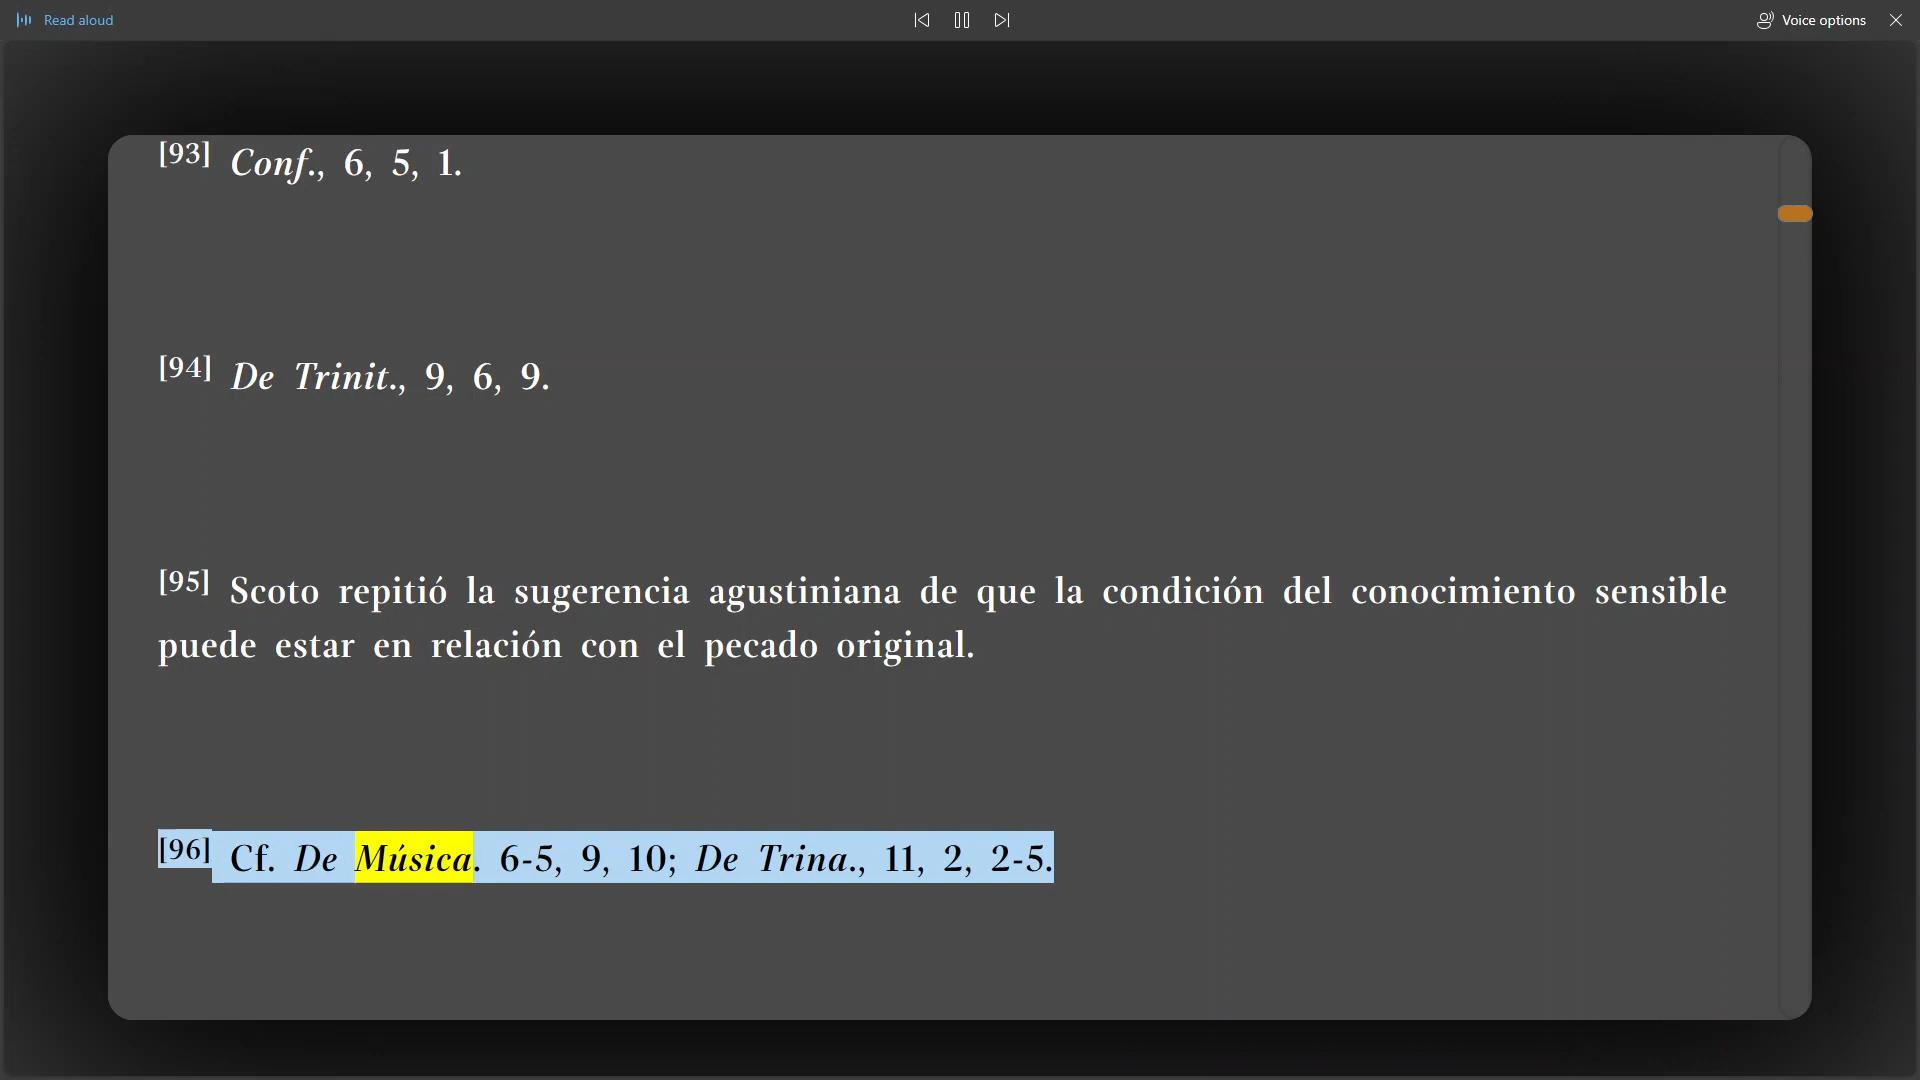 Read aloud
Voice options
[93] Conf., 6, 5, 1.
[94] De Trinit., 9, 6, 9.
[95] Scoto repitió la sugerencia agustiniana de que la condición del conocimiento sensible
puede estar en relación con el pecado original.
[96] Cf. De Música. 6-5, 9, 10; De Trina., 11, 2, 2-5.